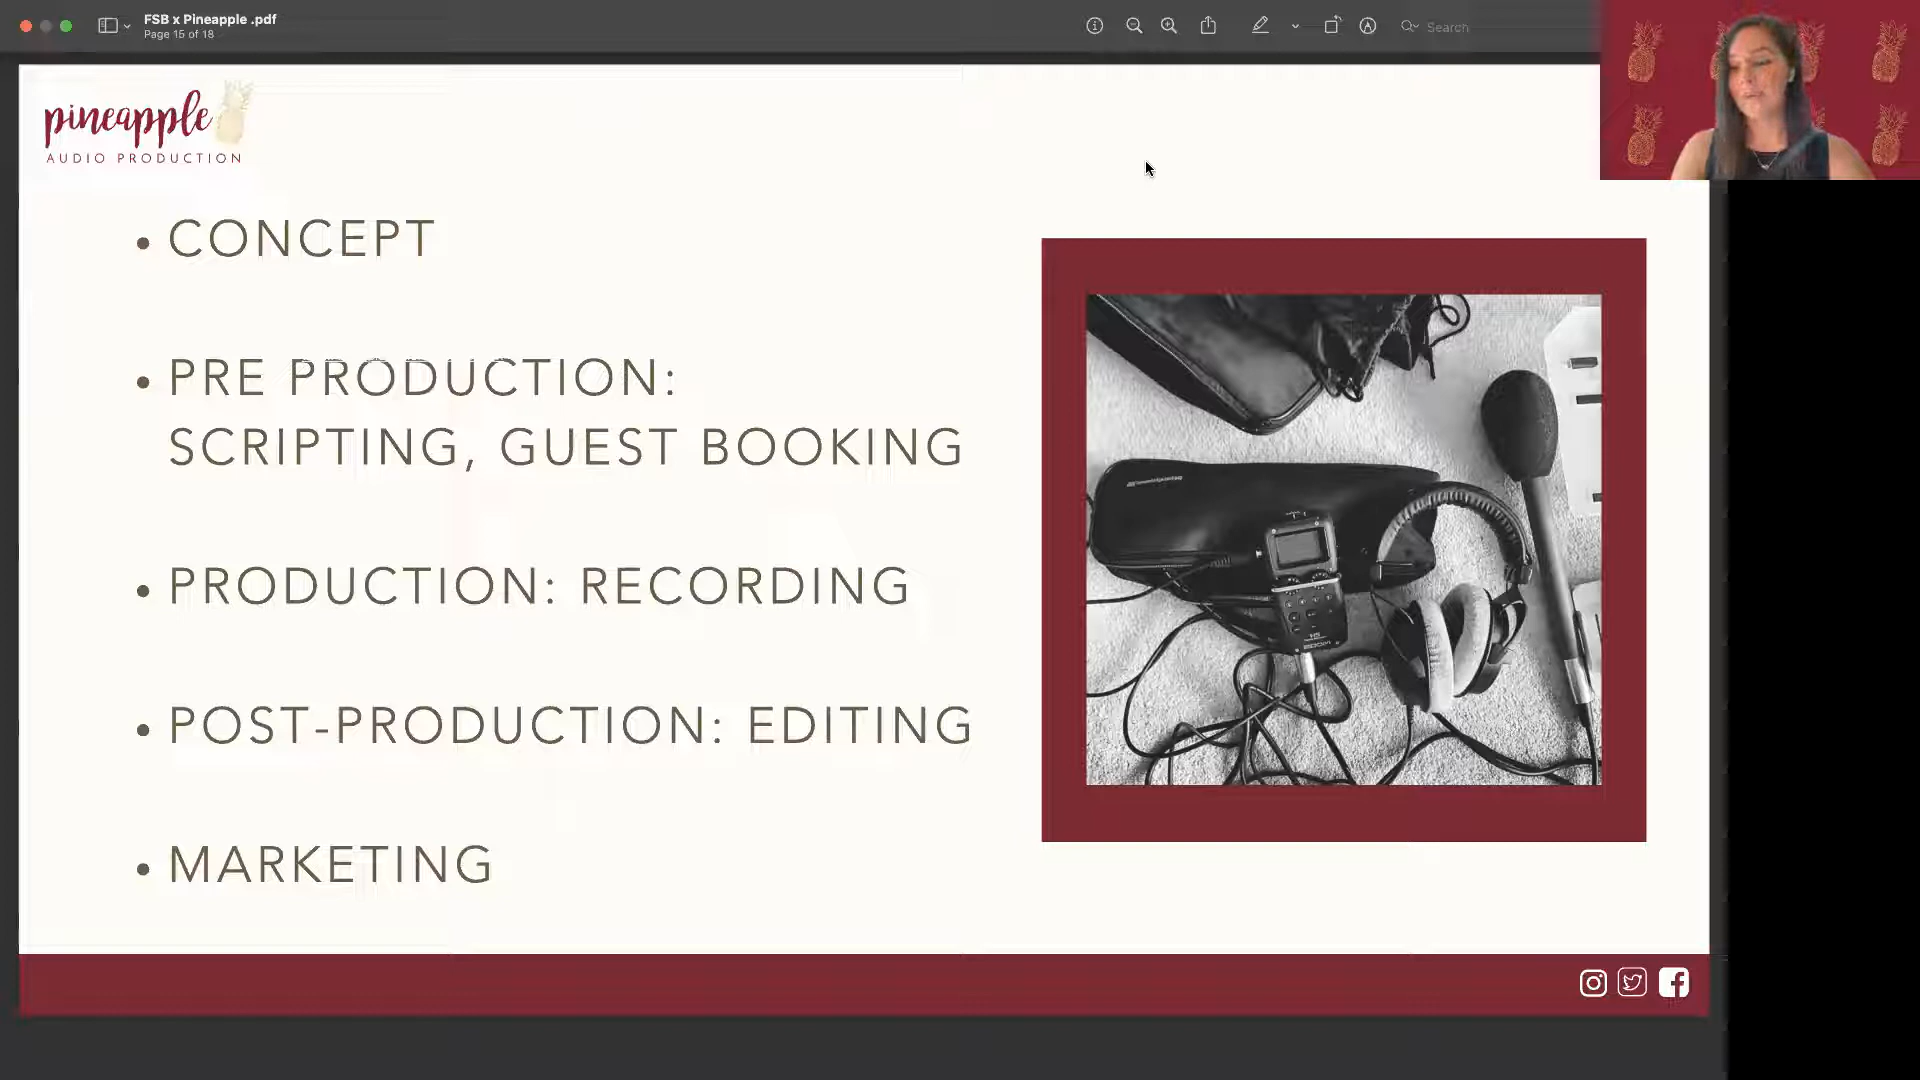 FSB x Pineapple .pdf
Page 15 of 18
Search
pineapple
AUDIO PRODUCTION
• CONCEPT
• PRE PRODUCTION:
SCRIPTING, GUEST BOOKING
• PRODUCTION: RECORDING
• POST-PRODUCTION: EDITING
• MARKETING
H5